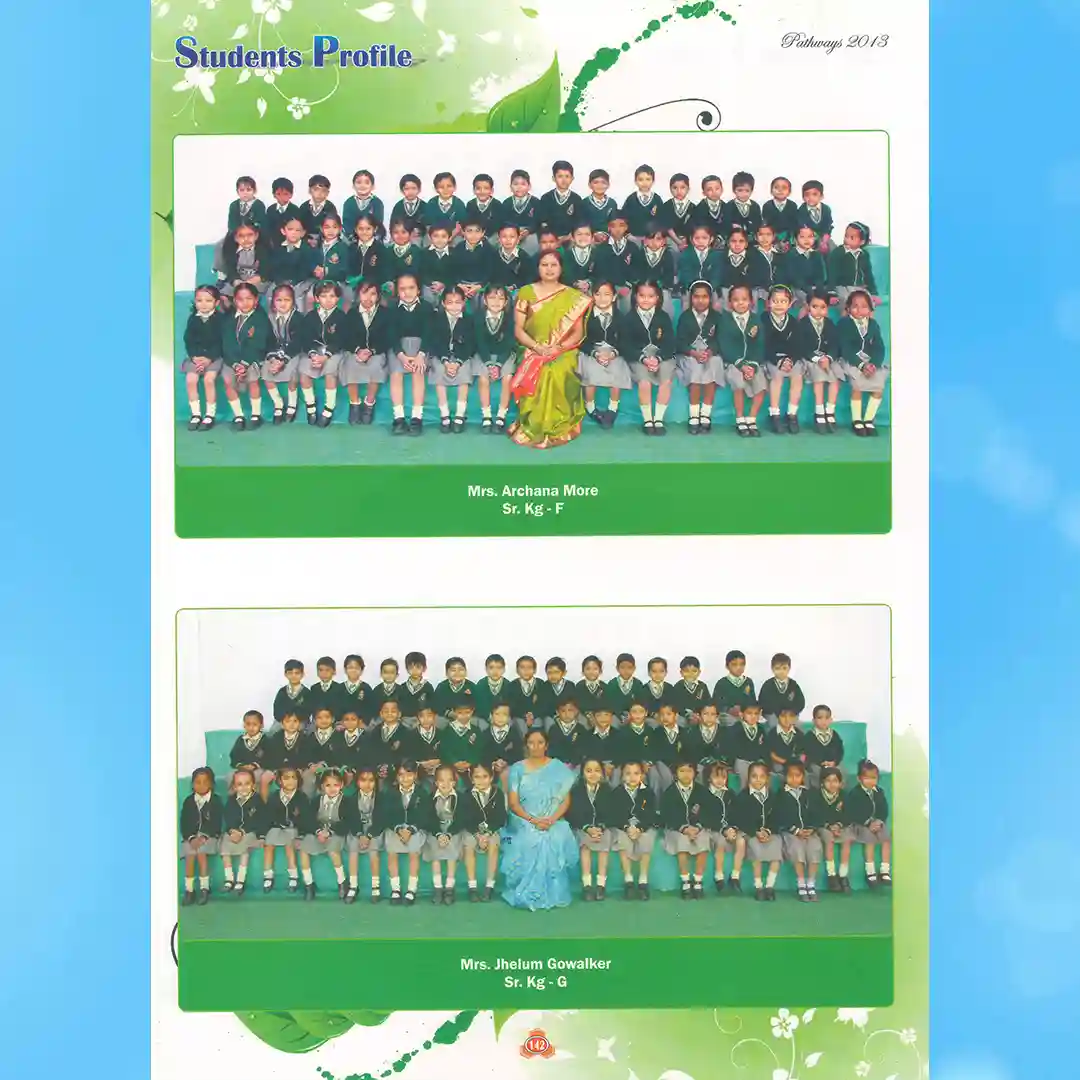 Students Profile
Pathways 2013
Mrs. Archana More
Sr. Kg - F
Mrs. Jhelum Gowalker
Sr. Kg - G
142